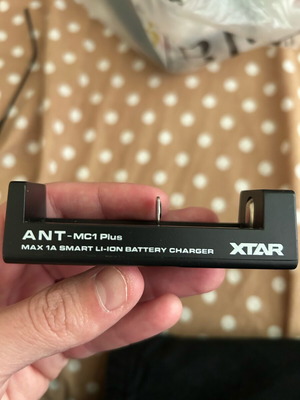 ANT-MC1 Plus
MAX 1A SMART LI-ION BATTERY CHARGER
XTAR